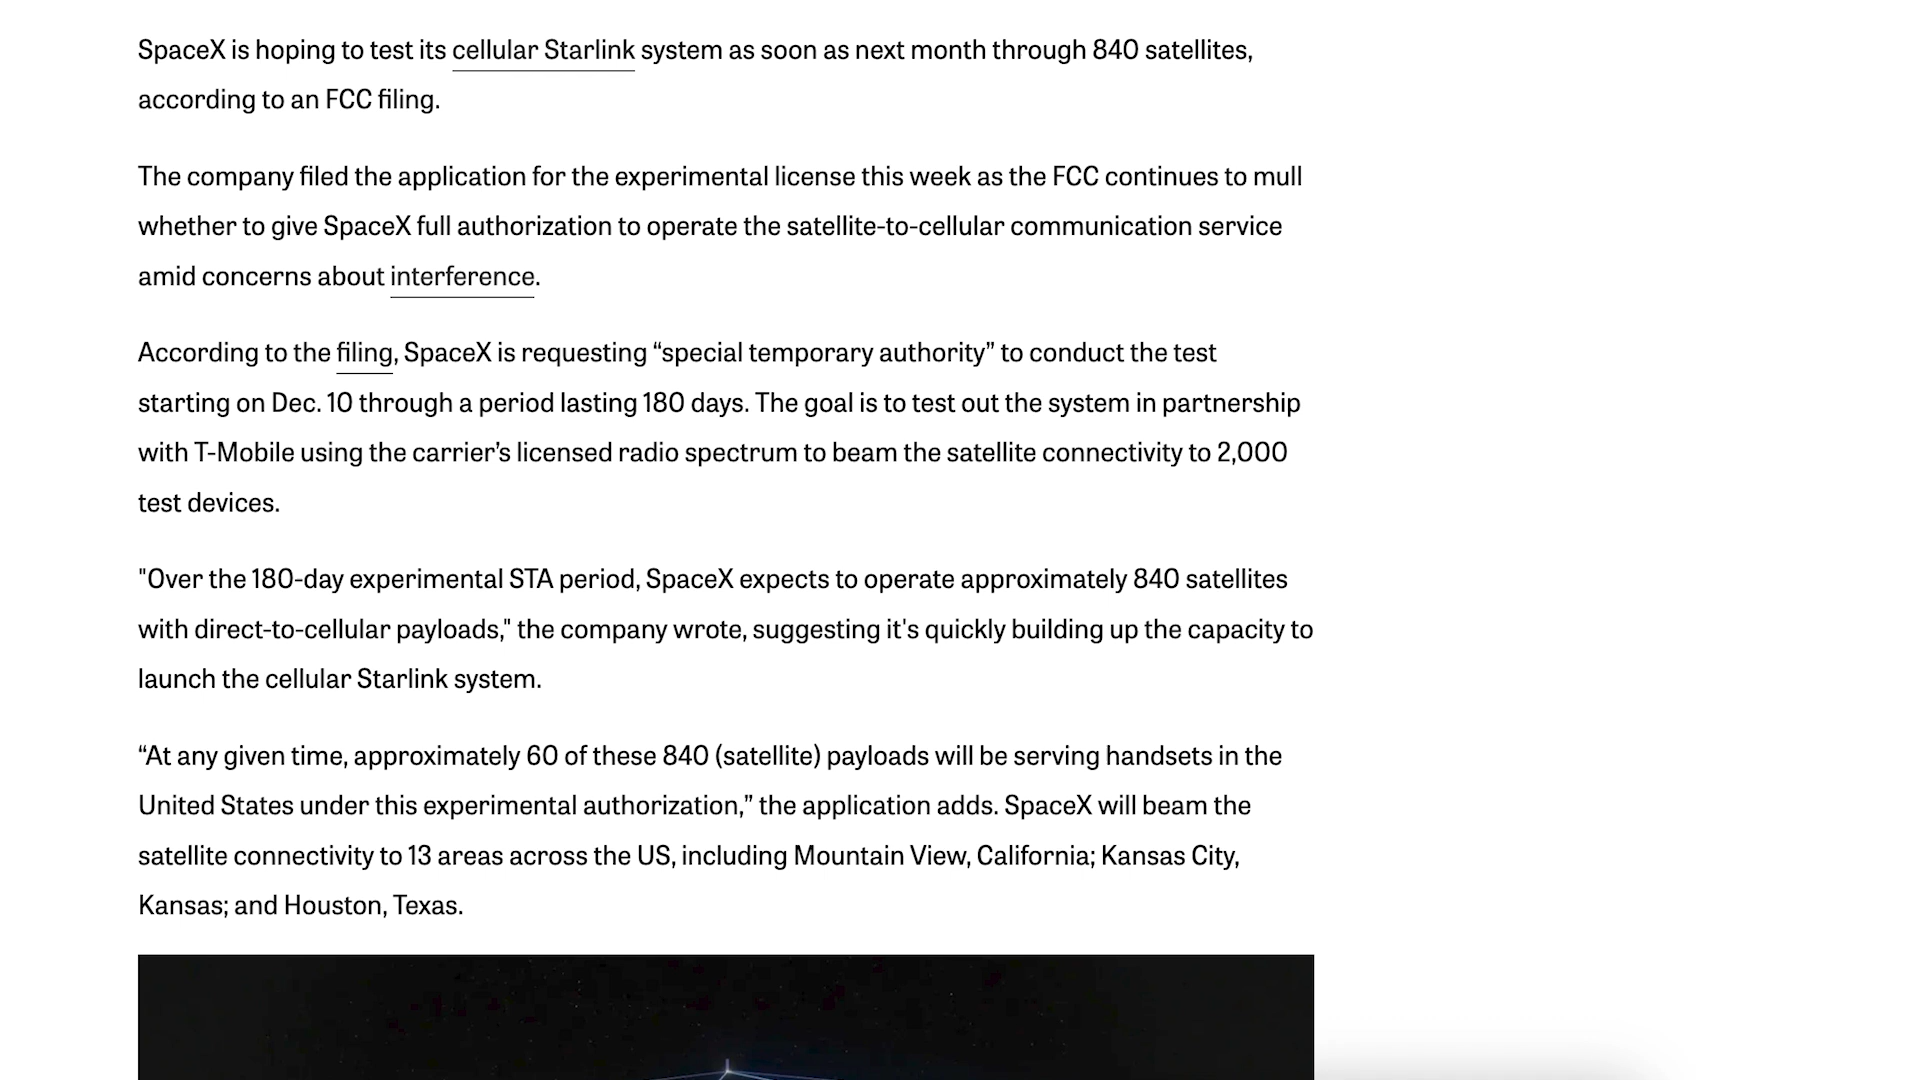 SpaceX is hoping to test its cellular Starlink system as soon as next month through 840 satellites,
according to an FCC filing.
The company filed the application for the experimental license this week as the FCC continues to mull
whether to give SpaceX full authorization to operate the satellite-to-cellular communication service
amid concerns about interference.
According to the filing, SpaceX is requesting “special temporary authority” to conduct the test
starting on Dec. 10 through a period lasting 180 days. The goal is to test out the system in partnership
with T-Mobile using the carrier’s licensed radio spectrum to beam the satellite connectivity to 2,000
test devices.
"Over the 180-day experimental STA period, SpaceX expects to operate approximately 840 satellites
with direct-to-cellular payloads," the company wrote, suggesting it's quickly building up the capacity to
launch the cellular Starlink system.
“At any given time, approximately 60 of these 840 (satellite) payloads will be serving handsets in the
United States under this experimental authorization,” the application adds. SpaceX will beam the
satellite connectivity to 13 areas across the US, including Mountain View, California; Kansas City,
Kansas; and Houston, Texas.